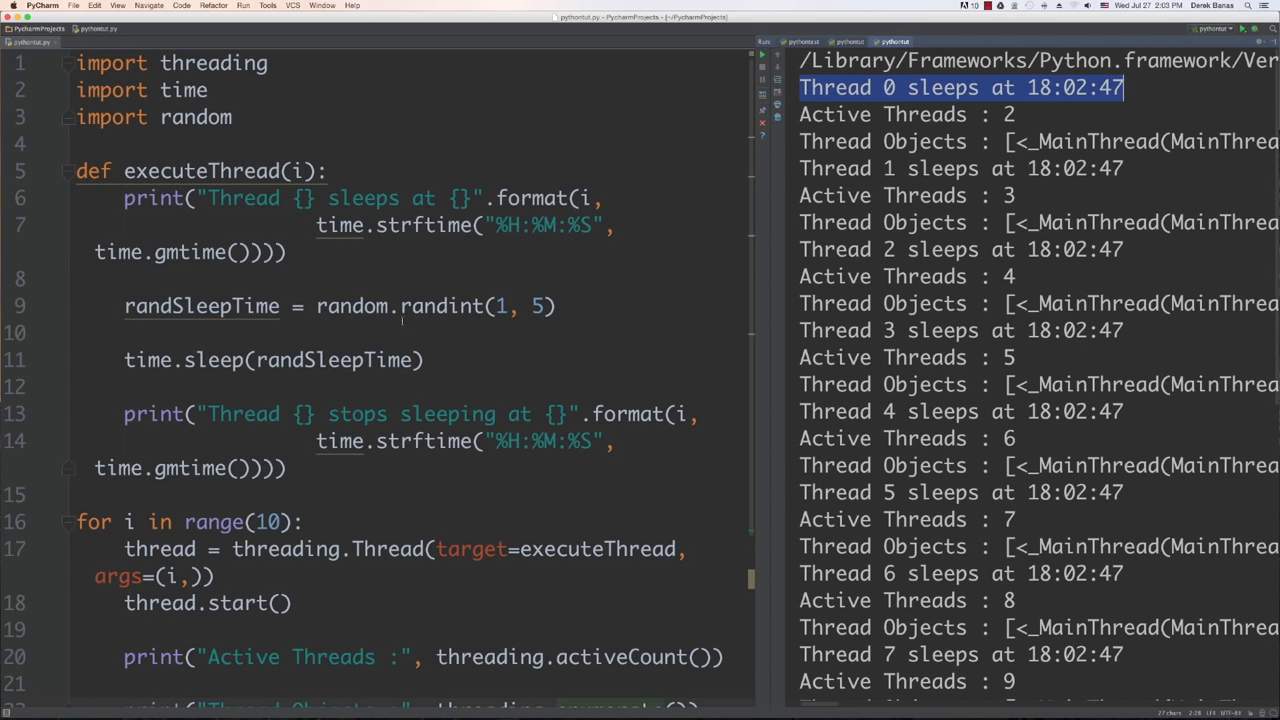 PyCharm File Edit View Navigate Code Refactor Run Tools VCS Window Help
10 Wed Jul 27 2:03 PM Derek Banas
pythontut.py - PycharmProjects - [~/PycharmProjects]
PycharmProjects pythontut.py
pythontut
pythontut.py
Run: pythontest pythontut pythontut
1 import threading
2 import time
3 import random
4
5 def executeThread(i):
6 print("Thread {} sleeps at {}".format(i,
7 time.strftime("%H:%M:%S",
time.gmtime())))
8
9 randSleepTime = random.randint(1, 5)
10
11 time.sleep(randSleepTime)
12
13 print("Thread {} stops sleeping at {}".format(i,
14 time.strftime("%H:%M:%S",
time.gmtime())))
15
16 for i in range(10):
17 thread = threading.Thread(target=executeThread,
args=(i,))
18 thread.start()
19
20 print("Active Threads :", threading.activeCount())
21
/Library/Frameworks/Python.framework/Ver
Thread 0 sleeps at 18:02:47
Active Threads : 2
Thread Objects : [<_MainThread(MainThrea
Thread 1 sleeps at 18:02:47
Active Threads : 3
Thread Objects : [<_MainThread(MainThrea
Thread 2 sleeps at 18:02:47
Active Threads : 4
Thread Objects : [<_MainThread(MainThrea
Thread 3 sleeps at 18:02:47
Active Threads : 5
Thread Objects : [<_MainThread(MainThrea
Thread 4 sleeps at 18:02:47
Active Threads : 6
Thread Objects : [<_MainThread(MainThrea
Thread 5 sleeps at 18:02:47
Active Threads : 7
Thread Objects : [<_MainThread(MainThrea
Thread 6 sleeps at 18:02:47
Active Threads : 8
Thread Objects : [<_MainThread(MainThrea
Thread 7 sleeps at 18:02:47
Active Threads : 9
27 chars 2:28 LF‡ UTF-8‡